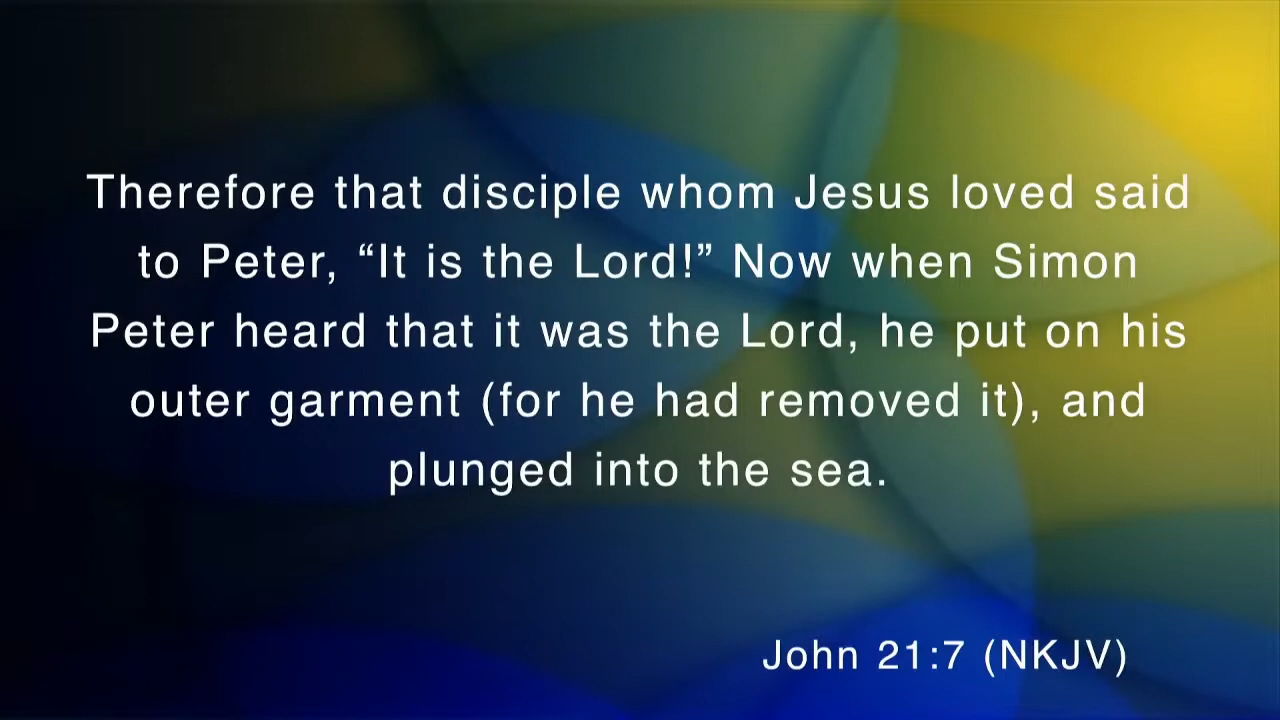 Therefore that disciple whom Jesus loved said
to Peter, “It is the Lord!” Now when Simon
Peter heard that it was the Lord, he put on his
outer garment (for he had removed it), and
plunged into the sea.
John 21:7 (NKJV)